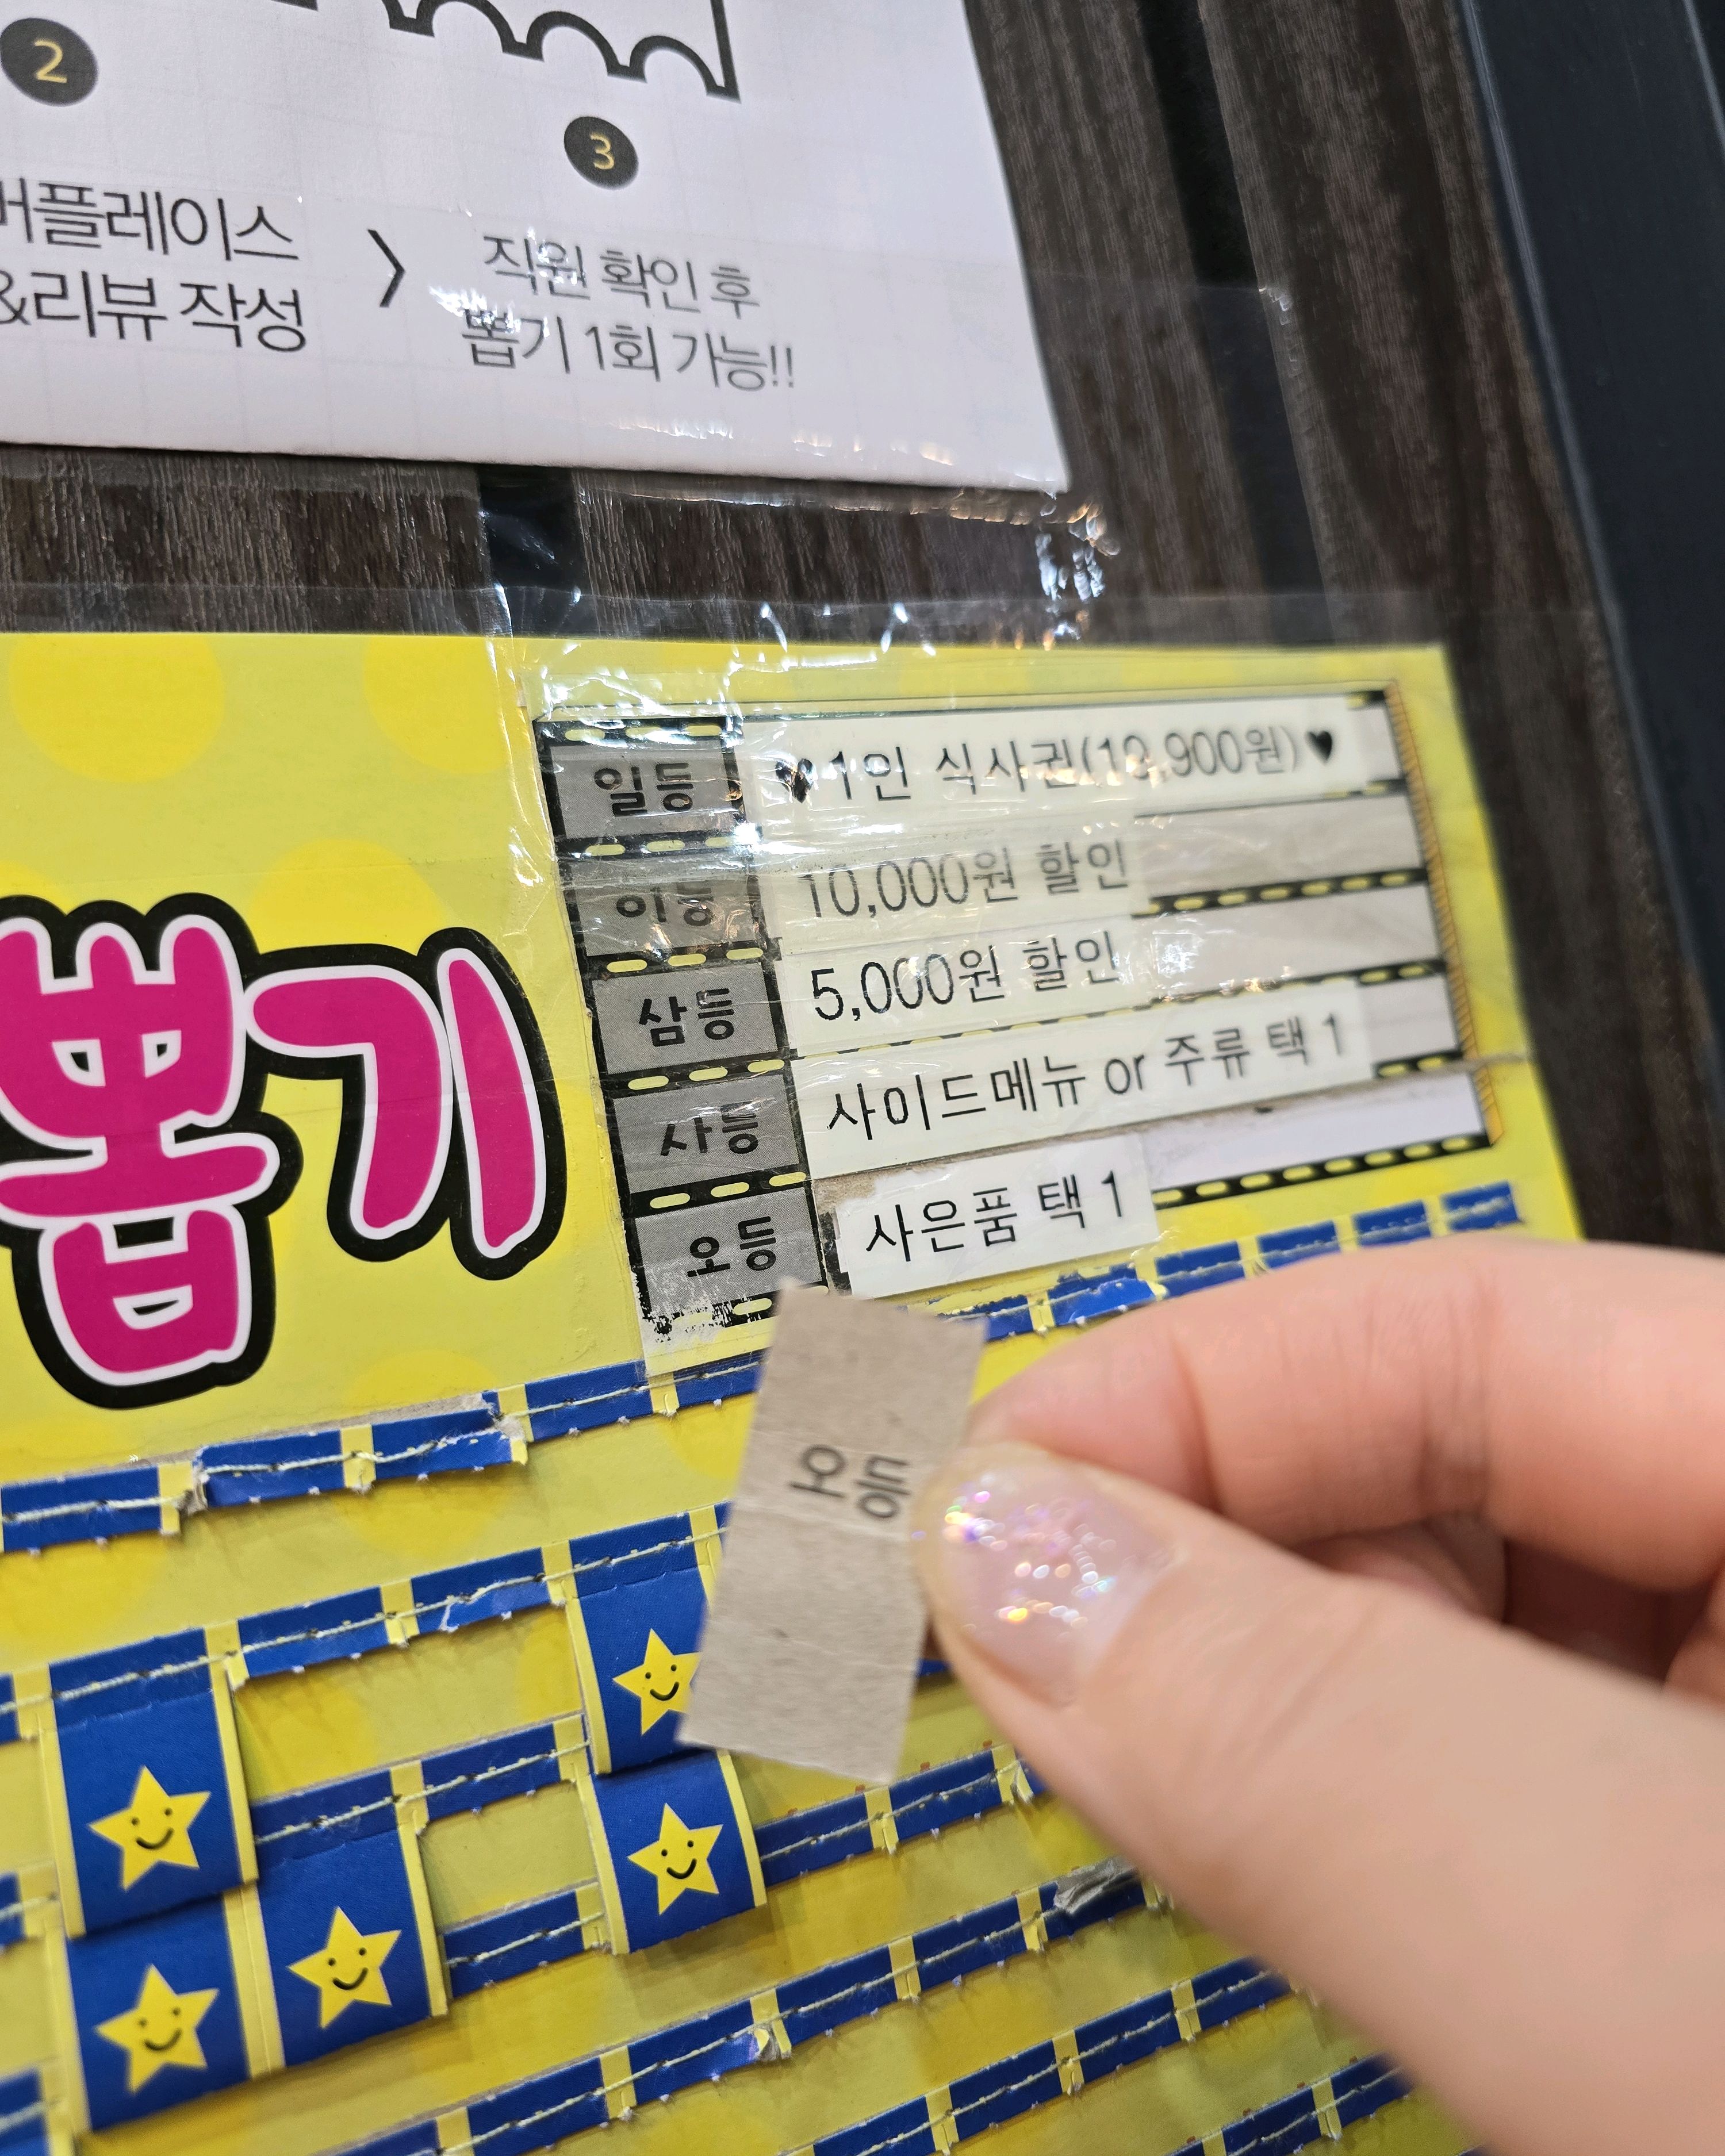 2
3
버플레이스
&리뷰 작성
직원 확인 후
뽑기 1회 가능!!
뽑기
일등 ♥1인 식사권(19,900원)♥
이등 10,000원 할인
삼등 5,000원 할인
사등 사이드메뉴 or 주류 택 1
오등 사은품 택 1
오등